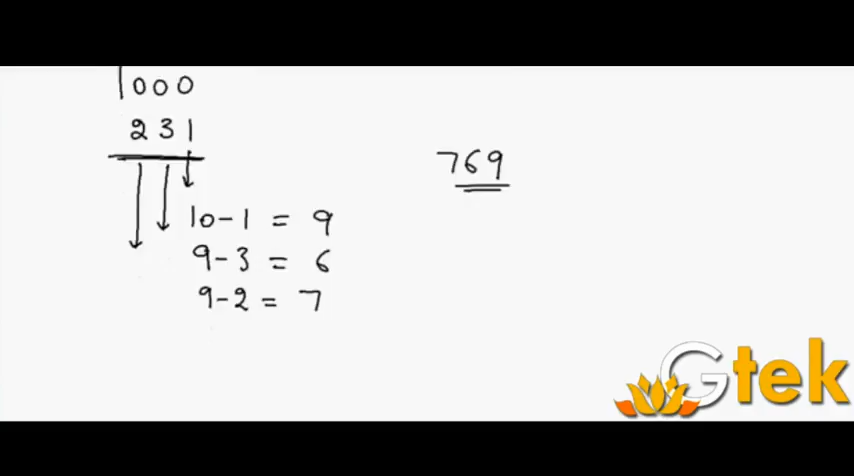 1000
231
769
10-1 = 9
9-3 = 6
9-2 = 7
Gtek